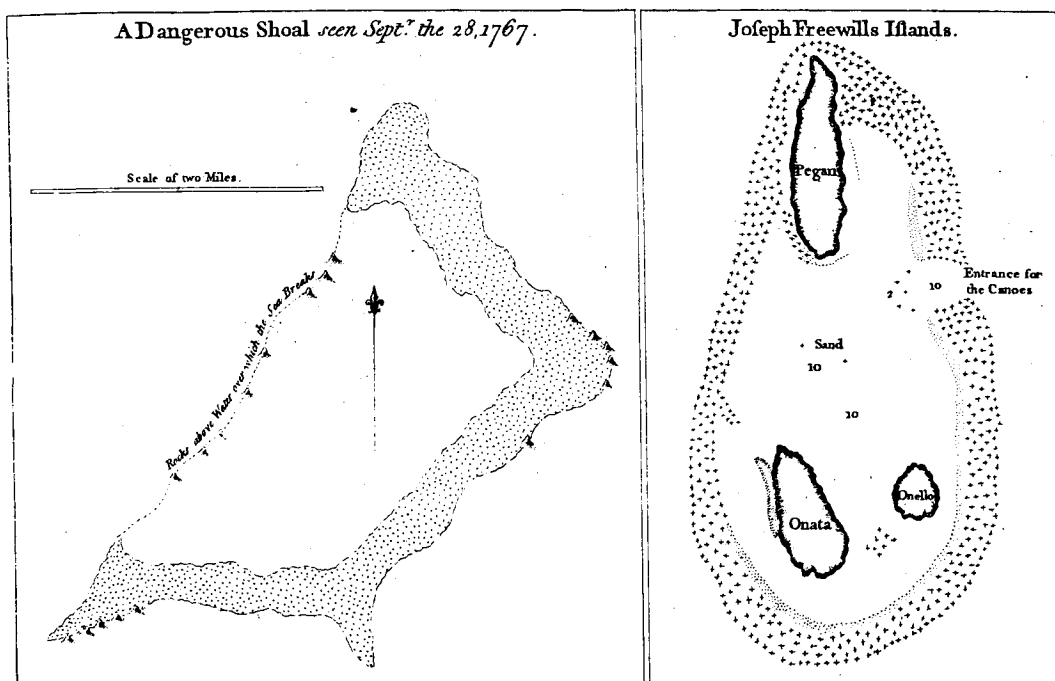 A Dangerous Shoal seen Septr. the 28, 1767.
Scale of two Miles.
Rocks above Water over which the Sea Breaks
Joseph Freewills Iſlands.
Pegan
Entrance for
the Canoes
10
2
Sand
10
10
Onata
Onello